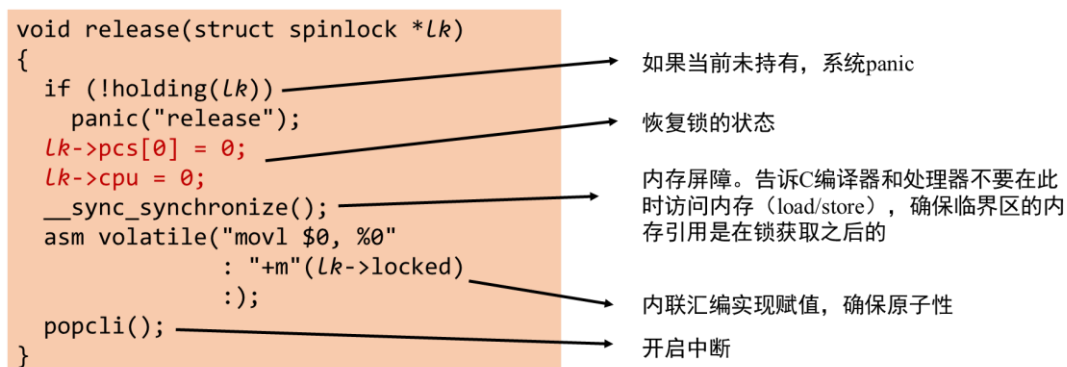 void release(struct spinlock *lk)
{
if (!holding(lk))
panic("release");
lk->pcs[0] = 0;
lk->cpu = 0;
__sync_synchronize();
asm volatile("movl $0, %0"
: "+m"(lk->locked)
:);
popcli();
}
如果当前未持有，系统panic
恢复锁的状态
内存屏障。告诉C编译器和处理器不要在此
时访问内存（load/store），确保临界区的内
存引用是在锁获取之后的
内联汇编实现赋值，确保原子性
开启中断